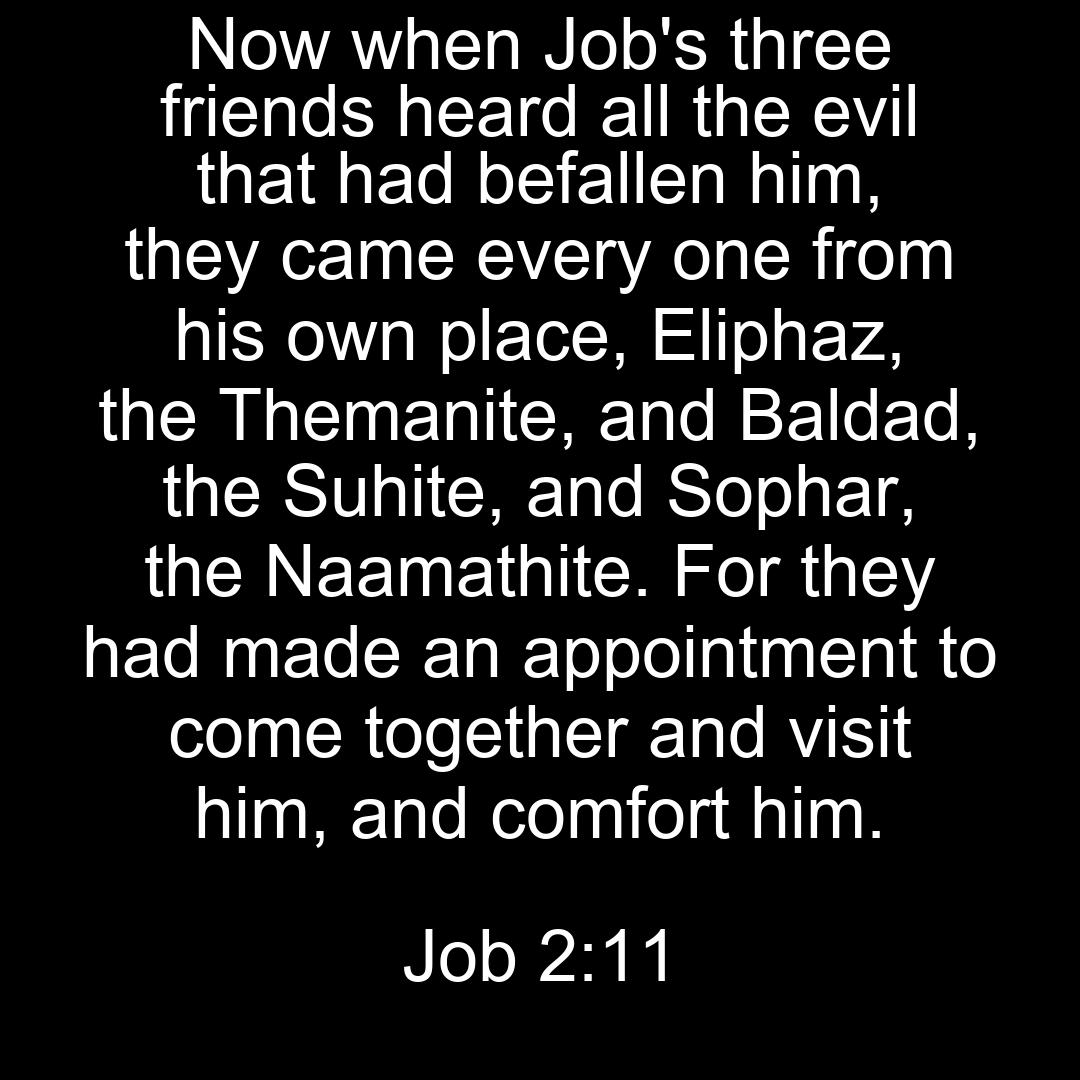 Now when Job's three
friends heard all the evil
that had befallen him,
they came every one from
his own place, Eliphaz,
the Themanite, and Baldad,
the Suhite, and Sophar,
the Naamathite. For they
had made an appointment to
come together and visit
him, and comfort him.
Job 2:11